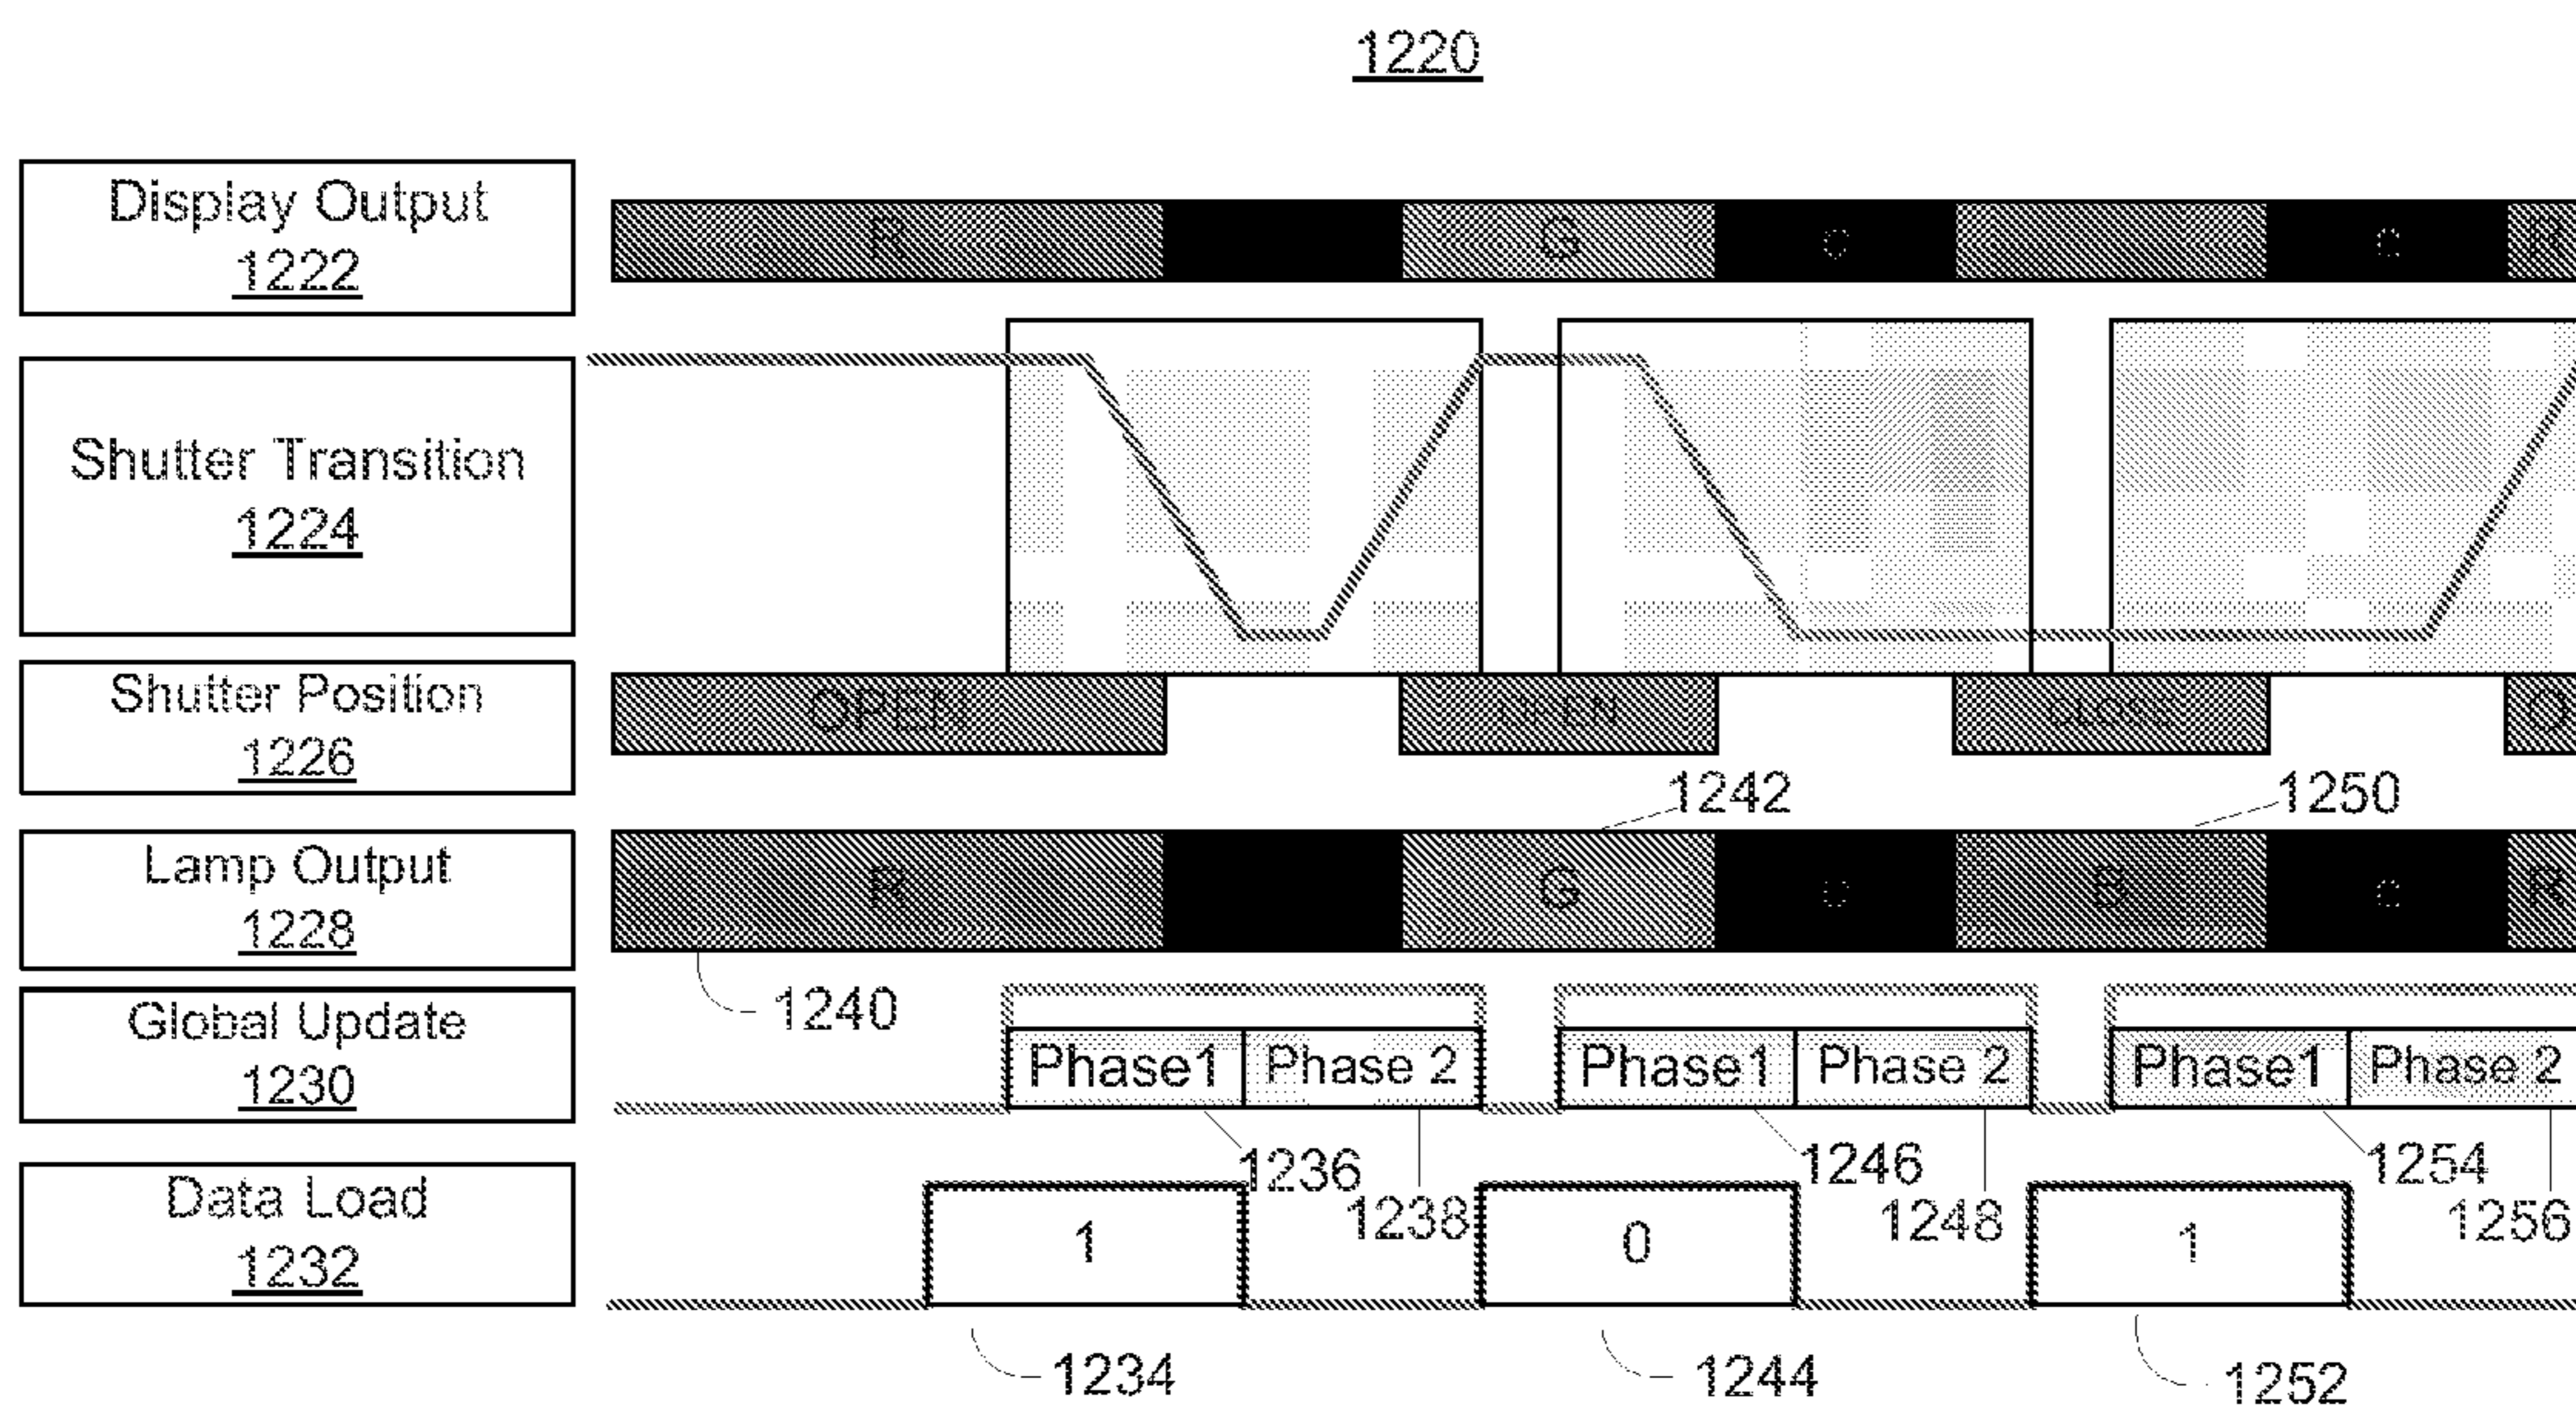 1220
Display Output
1222
R
G
c
c
R
Shutter Transition
1224
Shutter Position
1226
OPEN
OPEN
CLOSE
O
1242
1250
Lamp Output
1228
R
G
c
B
c
R
1240
Global Update
1230
Phase1
Phase 2
Phase1
Phase 2
Phase1
Phase 2
1236
1238
1246
1248
1254
1256
Data Load
1232
1
0
1
1234
1244
1252